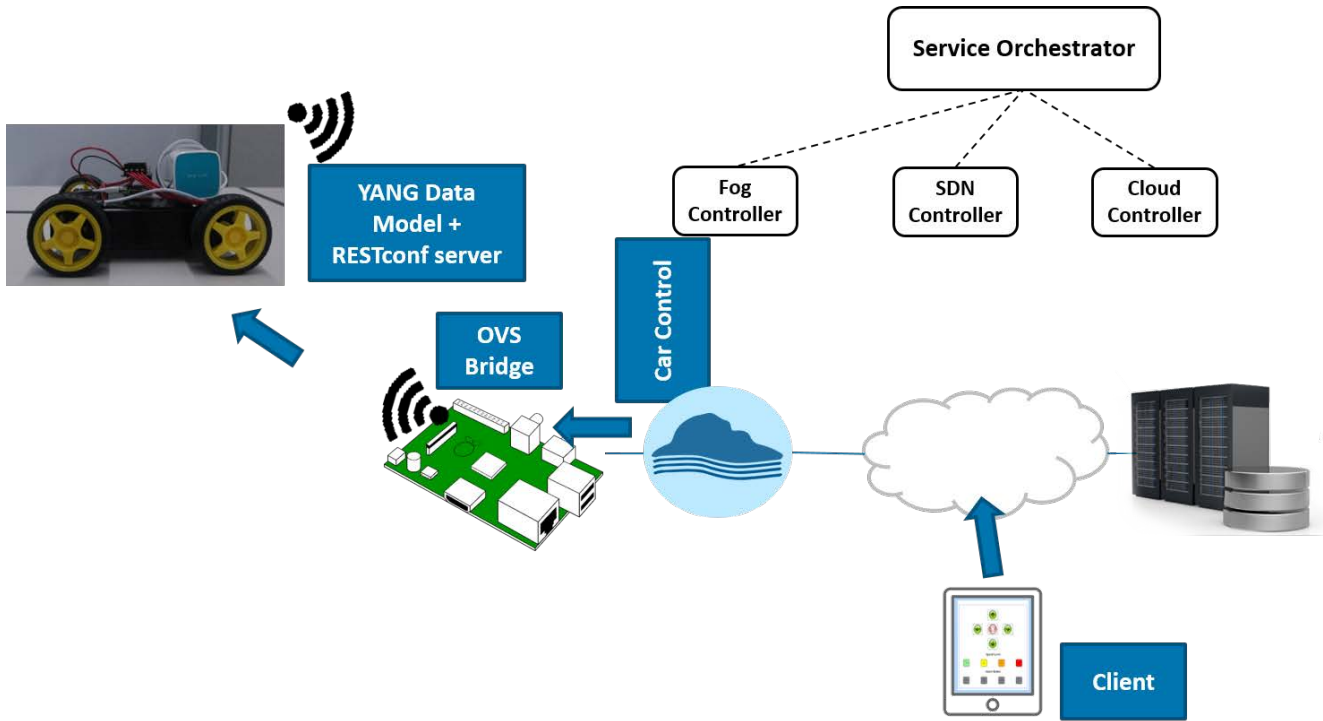 Service Orchestrator
Fog
Controller
SDN
Controller
Cloud
Controller
YANG Data
Model +
RESTconf server
Car Control
OVS
Bridge
Client